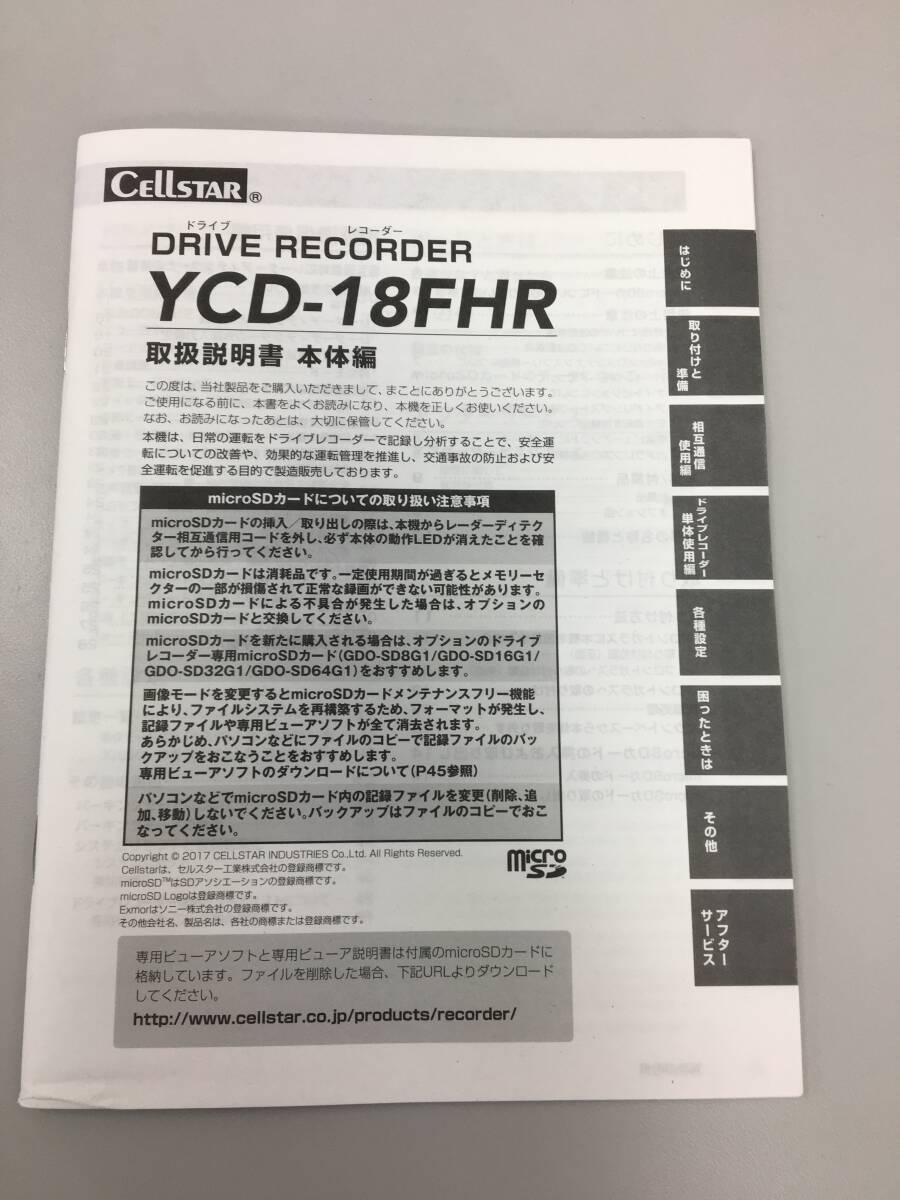 CELLSTAR®
ドライブ レコーダー
DRIVE RECORDER
YCD-18FHR
取扱説明書 本体編
この度は、当社製品をご購入いただきまして、まことにありがとうございます。
ご使用になる前に、本書をよくお読みになり、本機を正しくお使いください。
なお、お読みになったあとは、大切に保管してください。
本機は、日常の運転をドライブレコーダーで記録し分析することで、安全運
転についての改善や、効果的な運転管理を推進し、交通事故の防止および安
全運転を促進する目的で製造販売しております。
microSDカードについての取り扱い注意事項
microSDカードの挿入／取り出しの際は、本機からレーダーディテク
ター相互通信用コードを外し、必ず本体の動作LEDが消えたことを確
認してから行ってください。
microSDカードは消耗品です。一定使用期間が過ぎるとメモリーセ
クターの一部が損傷されて正常な録画ができない可能性があります。
microSDカードによる不具合が発生した場合は、オプションの
microSDカードと交換してください。
microSDカードを新たに購入される場合は、オプションのドライブ
レコーダー専用microSDカード（GDO-SD8G1/GDO-SD16G1/
GDO-SD32G1/GDO-SD64G1）をおすすめします。
画像モードを変更するとmicroSDカードメンテナンスフリー機能
により、ファイルシステムを再構築するため、フォーマットが発生し、
記録ファイルや専用ビューアソフトが全て消去されます。
あらかじめ、パソコンなどにファイルのコピーで記録ファイルのバッ
クアップをおこなうことをおすすめします。
専用ビューアソフトのダウンロードについて（P45参照）
パソコンなどでmicroSDカード内の記録ファイルを変更（削除、追
加、移動）しないでください。バックアップはファイルのコピーでおこ
なってください。
Copyright © 2017 CELLSTAR INDUSTRIES Co.,Ltd. All Rights Reserved.
Cellstarは、セルスター工業株式会社の登録商標です。
microSD™はSDアソシエーションの登録商標です。
microSD Logoは登録商標です。
Exmorはソニー株式会社の登録商標です。
その他会社名、製品名は、各社の商標または登録商標です。
micro
SD
専用ビューアソフトと専用ビューア説明書は付属のmicroSDカードに
格納しています。ファイルを削除した場合、下記URLよりダウンロード
してください。
http://www.cellstar.co.jp/products/recorder/
はじめに
取り付けと
準備
相互通信
使用編
ドライブレコーダー
単体使用編
各種設定
困ったときは
その他
アフター
サービス